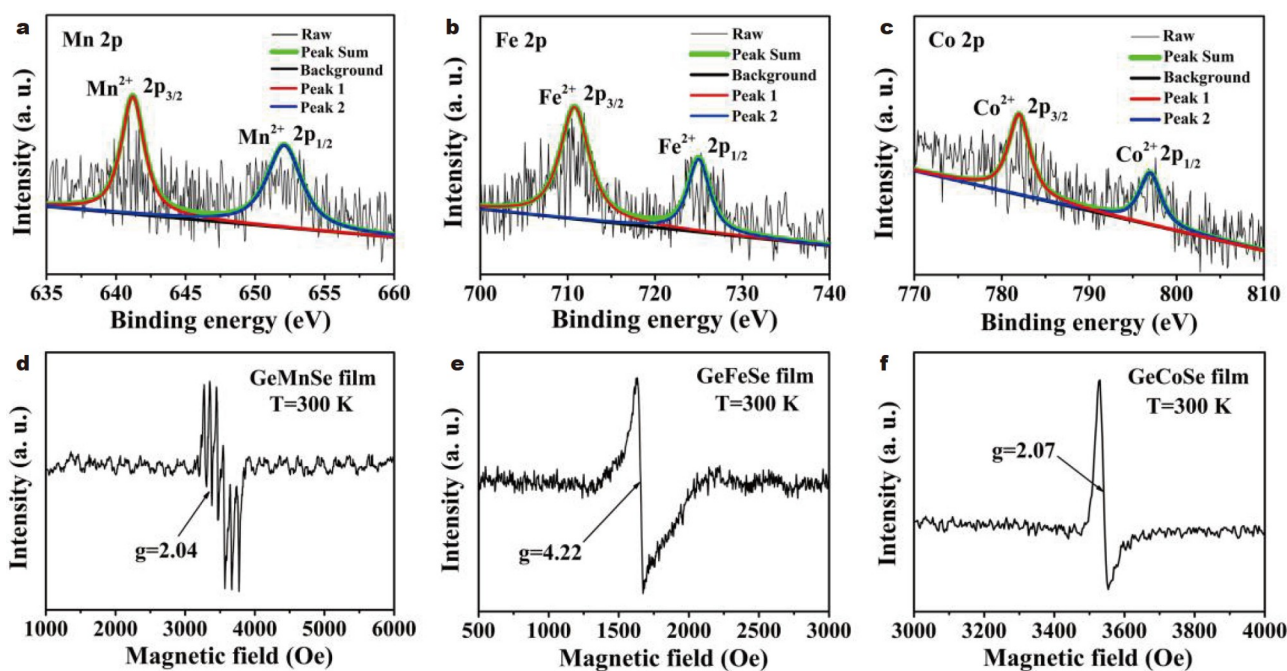 a
Mn 2p
Raw
Peak Sum
Background
Peak 1
Peak 2
Mn²⁺ 2p₃/₂
Mn²⁺ 2p₁/₂
Intensity (a. u.)
635 640 645 650 655 660
Binding energy (eV)
b
Fe 2p
Raw
Peak Sum
Background
Peak 1
Peak 2
Fe²⁺ 2p₃/₂
Fe²⁺ 2p₁/₂
Intensity (a. u.)
700 710 720 730 740
Binding energy (eV)
c
Co 2p
Raw
Peak Sum
Background
Peak 1
Peak 2
Co²⁺ 2p₃/₂
Co²⁺ 2p₁/₂
Intensity (a. u.)
770 780 790 800 810
Binding energy (eV)
d
GeMnSe film
T=300 K
g=2.04
Intensity (a. u.)
1000 2000 3000 4000 5000 6000
Magnetic field (Oe)
e
GeFeSe film
T=300 K
g=4.22
Intensity (a. u.)
500 1000 1500 2000 2500 3000
Magnetic field (Oe)
f
GeCoSe film
T=300 K
g=2.07
Intensity (a. u.)
3000 3200 3400 3600 3800 4000
Magnetic field (Oe)